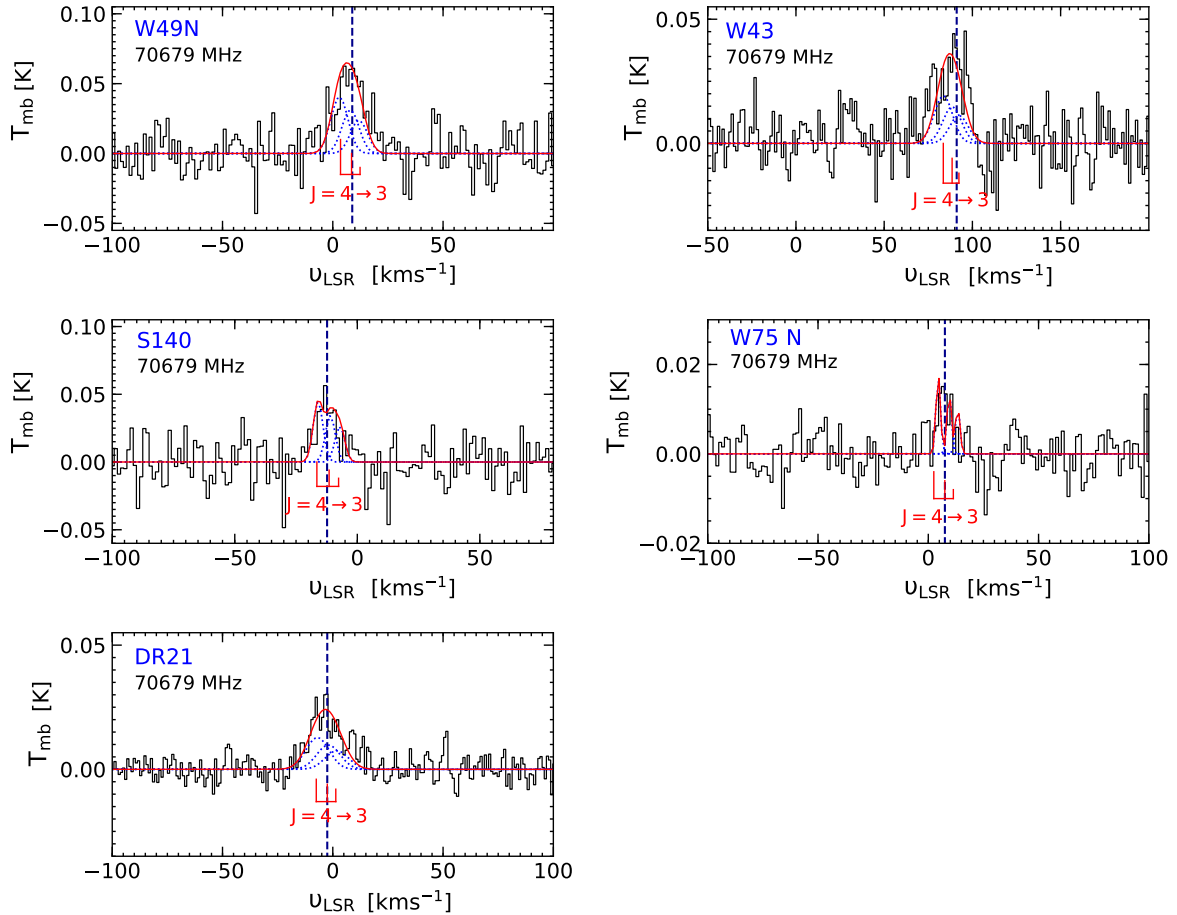 W49N
70679 MHz
0.10
0.05
0.00
−0.05
T_mb [K]
J = 4 → 3
−100
−50
0
50
υ_LSR [kms⁻¹]
W43
70679 MHz
0.05
0.00
T_mb [K]
J = 4 → 3
−50
0
50
100
150
υ_LSR [kms⁻¹]
S140
70679 MHz
0.10
0.05
0.00
−0.05
T_mb [K]
J = 4 → 3
−100
−50
0
50
υ_LSR [kms⁻¹]
W75 N
70679 MHz
0.02
0.00
−0.02
T_mb [K]
J = 4 → 3
−100
−50
0
50
100
υ_LSR [kms⁻¹]
DR21
70679 MHz
0.05
0.00
T_mb [K]
J = 4 → 3
−100
−50
0
50
100
υ_LSR [kms⁻¹]